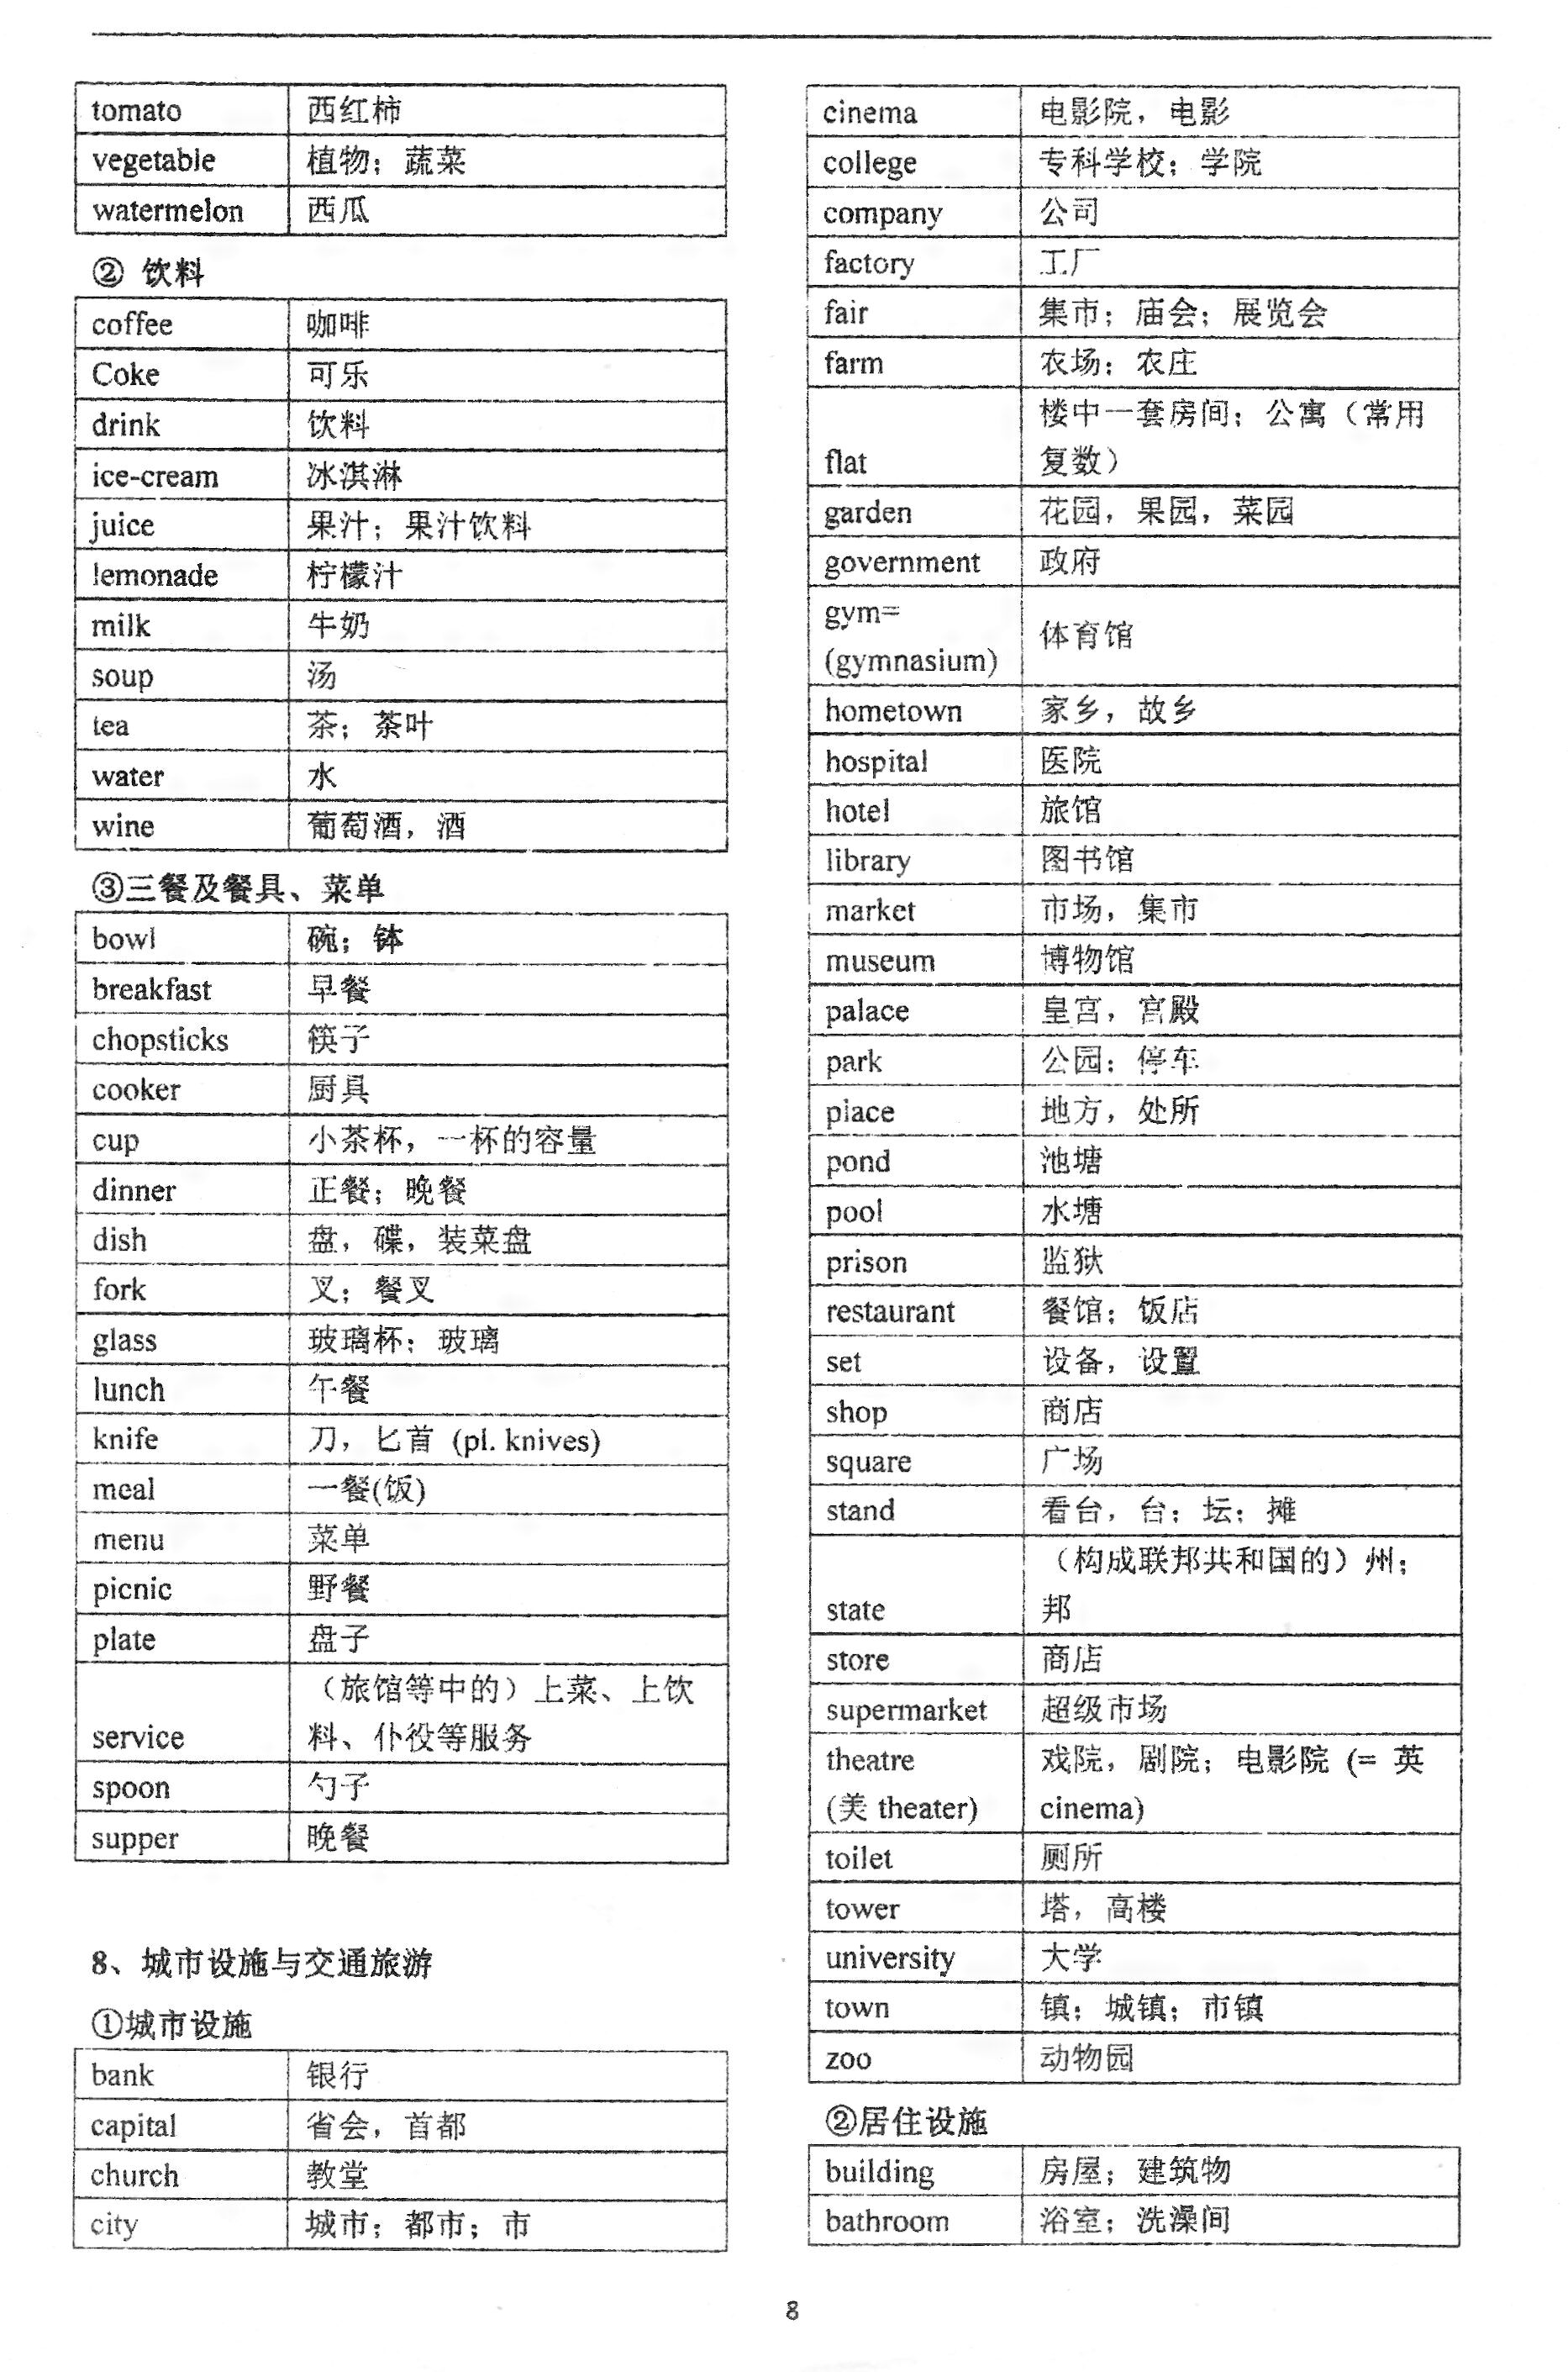 tomato 西红柿
vegetable 植物；蔬菜
watermelon 西瓜
② 饮料
coffee 咖啡
Coke 可乐
drink 饮料
ice-cream 冰淇淋
juice 果汁；果汁饮料
lemonade 柠檬汁
milk 牛奶
soup 汤
tea 茶；茶叶
water 水
wine 葡萄酒，酒
③三餐及餐具、菜单
bowl 碗；钵
breakfast 早餐
chopsticks 筷子
cooker 厨具
cup 小茶杯，一杯的容量
dinner 正餐；晚餐
dish 盘，碟，装菜盘
fork 叉；餐叉
glass 玻璃杯；玻璃
lunch 午餐
knife 刀，匕首 (pl. knives)
meal 一餐(饭)
menu 菜单
picnic 野餐
plate 盘子
（旅馆等中的）上菜、上饮
service 料、仆役等服务
spoon 勺子
supper 晚餐
8、城市设施与交通旅游
①城市设施
bank 银行
capital 省会，首都
church 教堂
city 城市；都市；市
cinema 电影院，电影
college 专科学校；学院
company 公司
factory 工厂
fair 集市；庙会；展览会
farm 农场；农庄
楼中一套房间；公寓（常用
flat 复数）
garden 花园，果园，菜园
government 政府
gym=
(gymnasium) 体育馆
hometown 家乡，故乡
hospital 医院
hotel 旅馆
library 图书馆
market 市场，集市
museum 博物馆
palace 皇宫，宫殿
park 公园；停车
place 地方，处所
pond 池塘
pool 水塘
prison 监狱
restaurant 餐馆；饭店
set 设备，设置
shop 商店
square 广场
stand 看台，台；坛；摊
（构成联邦共和国的）州；
state 邦
store 商店
supermarket 超级市场
theatre 戏院，剧院；电影院 (= 英
(美 theater) cinema)
toilet 厕所
tower 塔，高楼
university 大学
town 镇；城镇；市镇
zoo 动物园
②居住设施
building 房屋；建筑物
bathroom 浴室；洗澡间
8